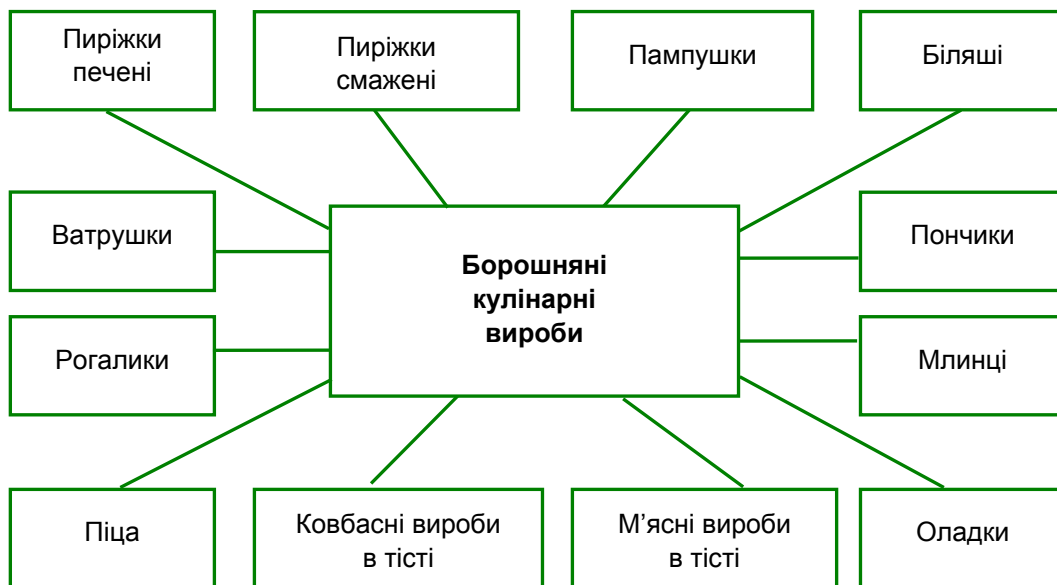 Пиріжки
печені
Пиріжки
смажені
Пампушки
Біляші
Ватрушки
Борошняні
кулінарні
вироби
Пончики
Рогалики
Млинці
Піца
Ковбасні вироби
в тісті
М’ясні вироби
в тісті
Оладки